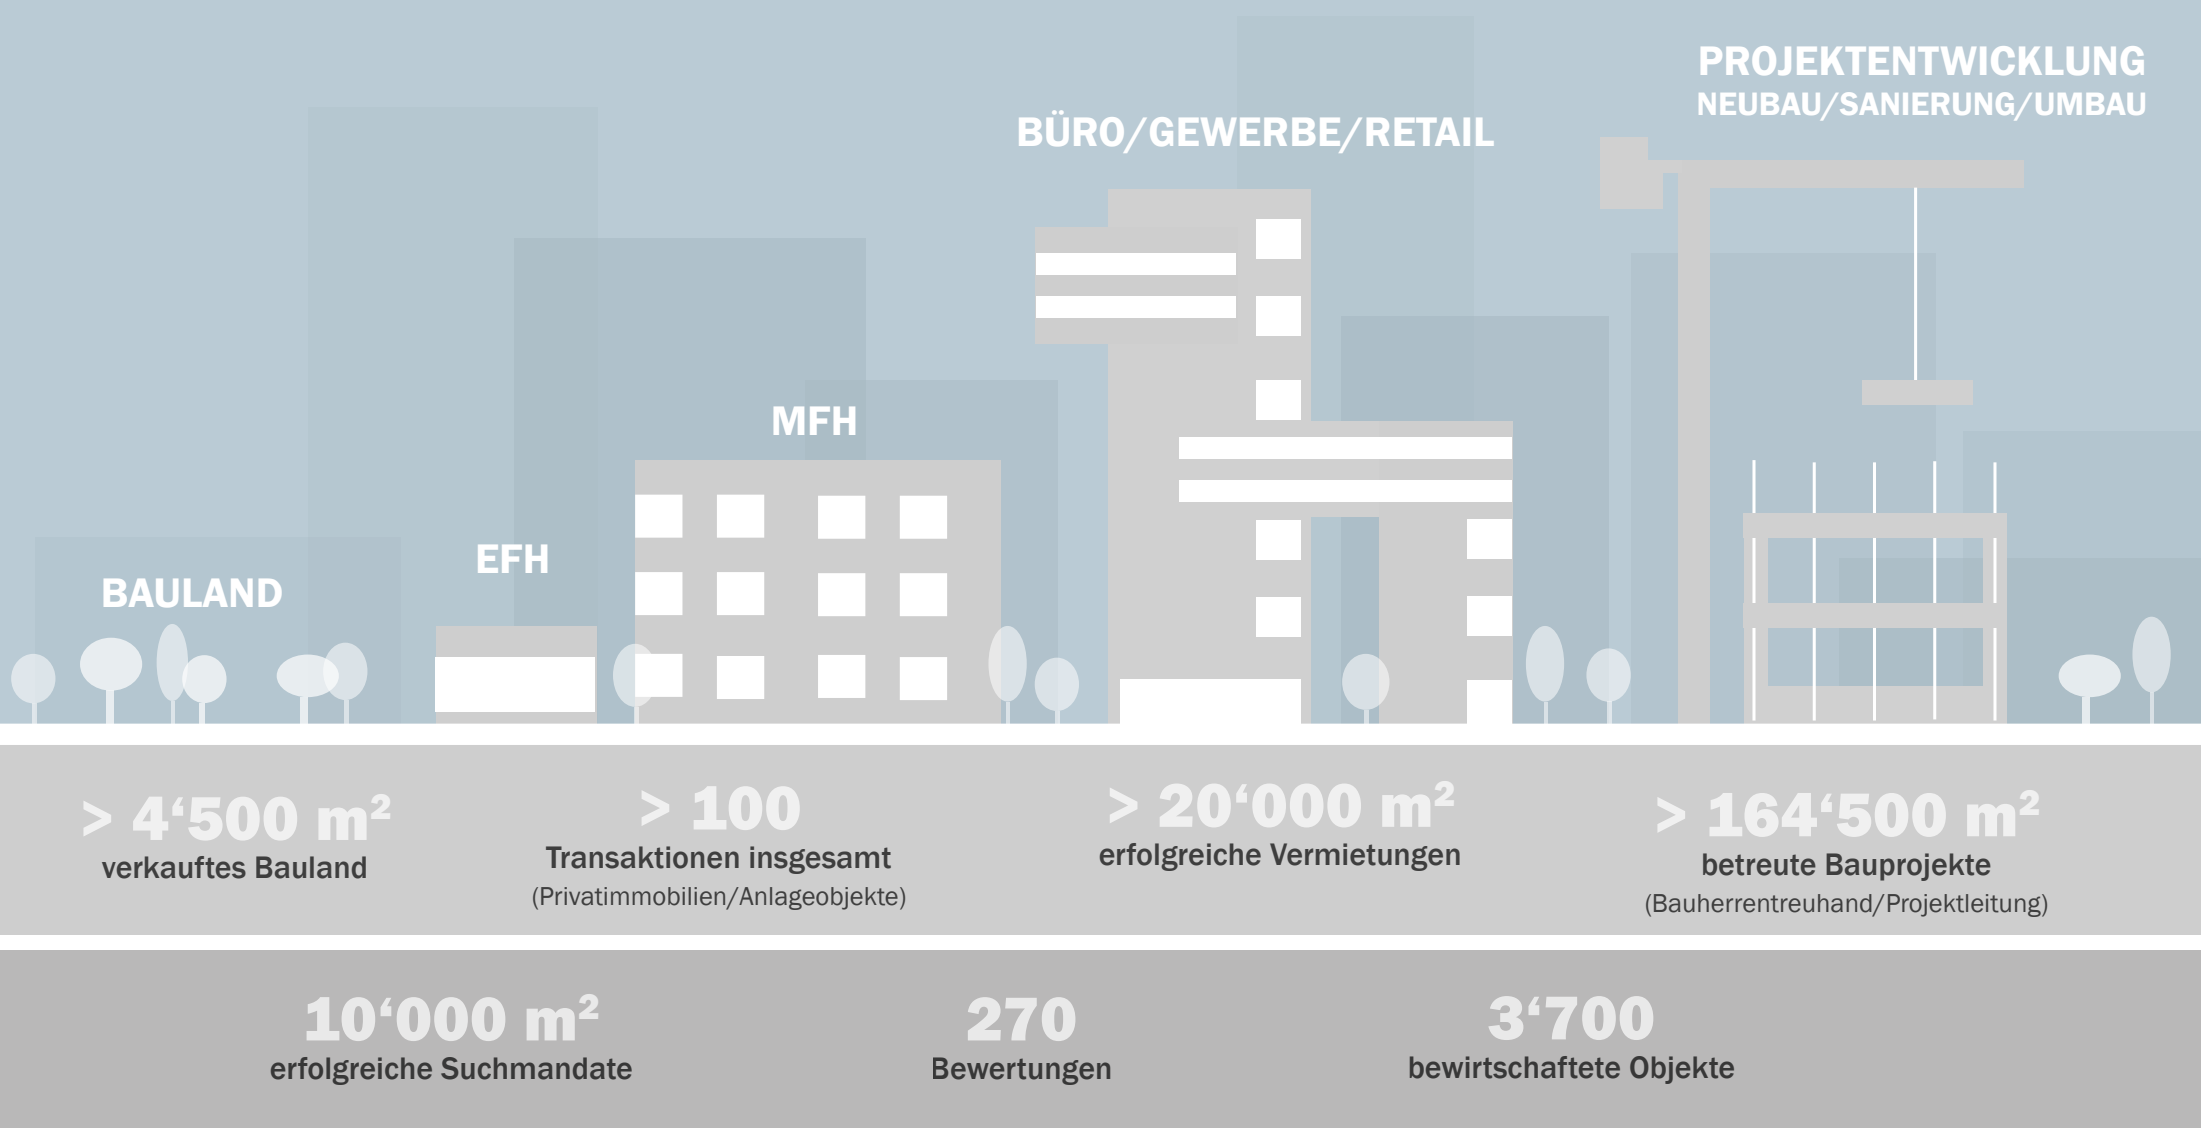 PROJEKTENTWICKLUNG
NEUBAU/SANIERUNG/UMBAU
BÜRO/GEWERBE/RETAIL
MFH
EFH
BAULAND
> 4‘500 m²
verkauftes Bauland
> 100
Transaktionen insgesamt
(Privatimmobilien/Anlageobjekte)
> 20‘000 m²
erfolgreiche Vermietungen
> 164‘500 m²
betreute Bauprojekte
(Bauherrentreuhand/Projektleitung)
10‘000 m²
erfolgreiche Suchmandate
270
Bewertungen
3‘700
bewirtschaftete Objekte